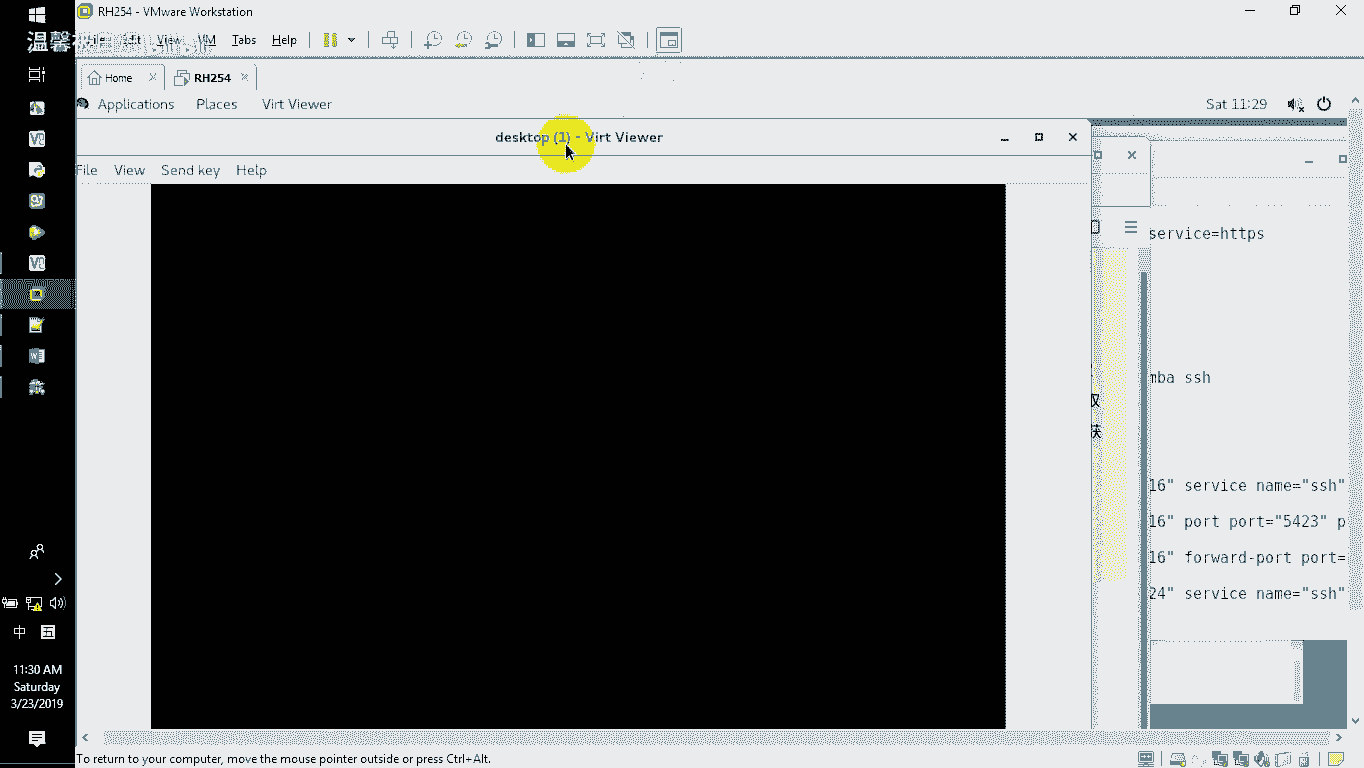 RH254 - VMware Workstation
温馨
View VM Tabs Help
Home
RH254
Applications Places Virt Viewer
Sat 11:29
desktop (1) - Virt Viewer
File View Send key Help
service=https
mba ssh
16" service name="ssh"
16" port port="5423" p
16" forward-port port=
24" service name="ssh"
中
五
11:30 AM
Saturday
3/23/2019
To return to your computer, move the mouse pointer outside or press Ctrl+Alt.